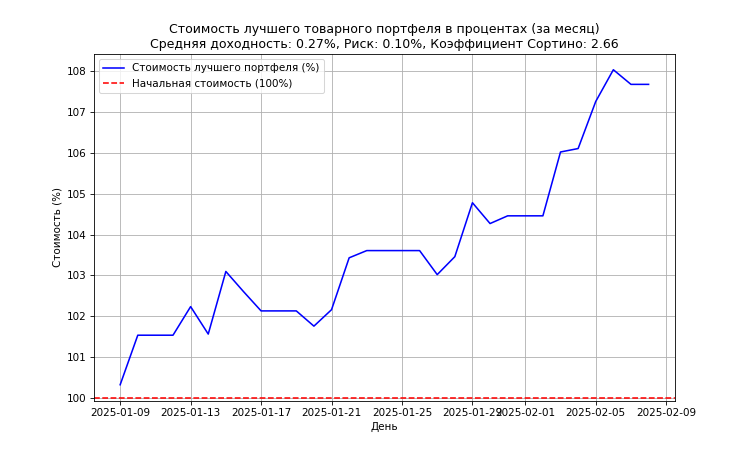 Стоимость лучшего товарного портфеля в процентах (за месяц)
Средняя доходность: 0.27%, Риск: 0.10%, Коэффициент Сортино: 2.66
Стоимость лучшего портфеля (%)
Начальная стоимость (100%)
Стоимость (%)
108
107
106
105
104
103
102
101
100
2025-01-09 2025-01-13 2025-01-17 2025-01-21 2025-01-25 2025-01-29 2025-02-01 2025-02-05 2025-02-09
День